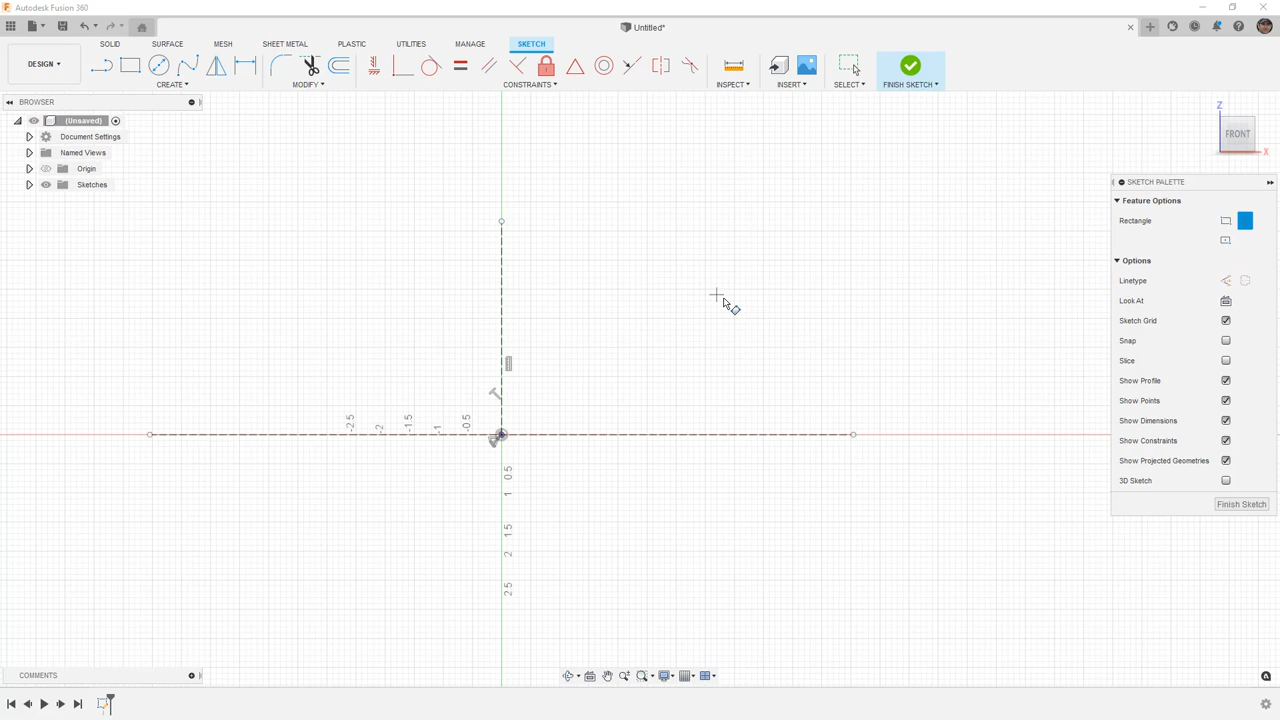 Autodesk Fusion 360
Untitled*
SOLID SURFACE MESH SHEET METAL PLASTIC UTILITIES MANAGE SKETCH
DESIGN
CREATE MODIFY CONSTRAINTS INSPECT INSERT SELECT FINISH SKETCH
BROWSER
(Unsaved)
Document Settings
Named Views
Origin
Sketches
Z
FRONT
X
SKETCH PALETTE
Feature Options
Rectangle
Options
Linetype
Look At
Sketch Grid
Snap
Slice
Show Profile
Show Points
Show Dimensions
Show Constraints
Show Projected Geometries
3D Sketch
Finish Sketch
-2.5 -2 -1.5 -1 -0.5
0.5
1
1.5
2
2.5
COMMENTS